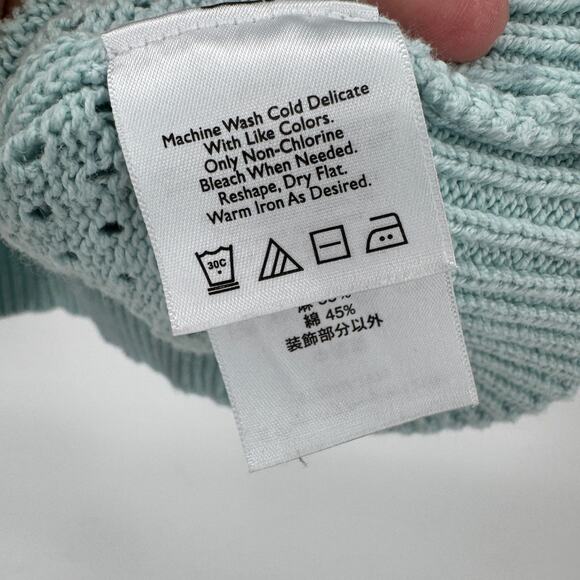 Machine Wash Cold Delicate
With Like Colors.
Only Non-Chlorine
Bleach When Needed.
Reshape, Dry Flat.
Warm Iron As Desired.
30C
綿 45%
装飾部分以外